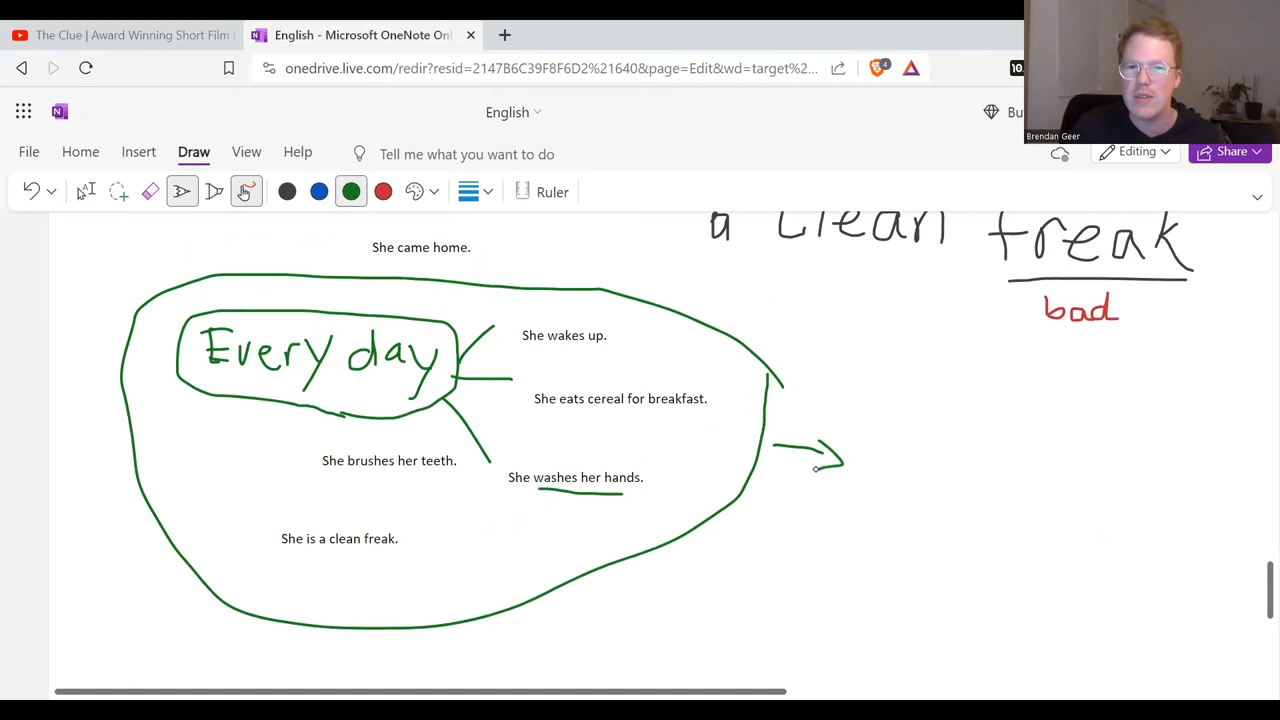 The Clue | Award Winning Short Film (
English - Microsoft OneNote Onl
onedrive.live.com/redir?resid=2147B6C39F8F6D2%21640&page=Edit&wd=target%2...
4
10
English
Bu
Brendan Geer
File Home Insert Draw View Help Tell me what you want to do
Editing
Share
Ruler
a clean freak
bad
She came home.
Every day
She wakes up.
She eats cereal for breakfast.
She brushes her teeth.
She washes her hands.
She is a clean freak.